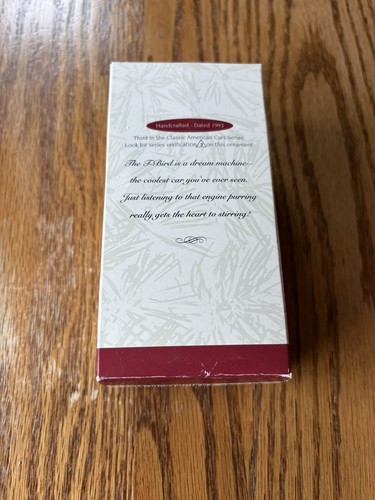 Handcrafted · Dated 1993
Third in the Classic American Cars Series.
Look for series verification 3 on this ornament.
The T-Bird is a dream machine—
the coolest car you've ever seen.
Just listening to that engine purring
really gets the heart to stirring!